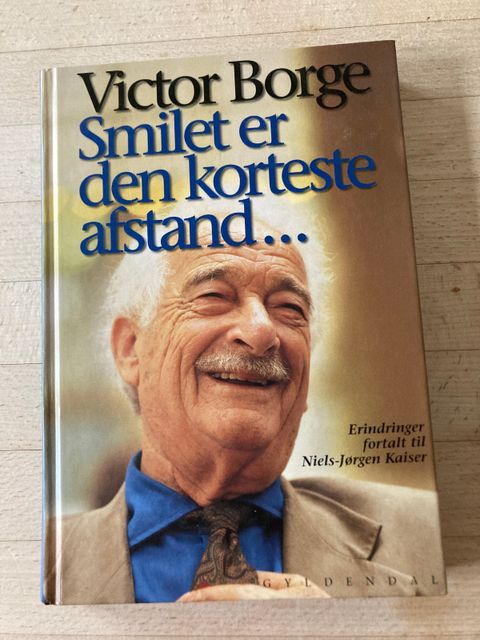 Victor Borge
Smilet er
den korteste
afstand...
Erindringer
fortalt til
Niels-Jørgen Kaiser
GYLDENDAL